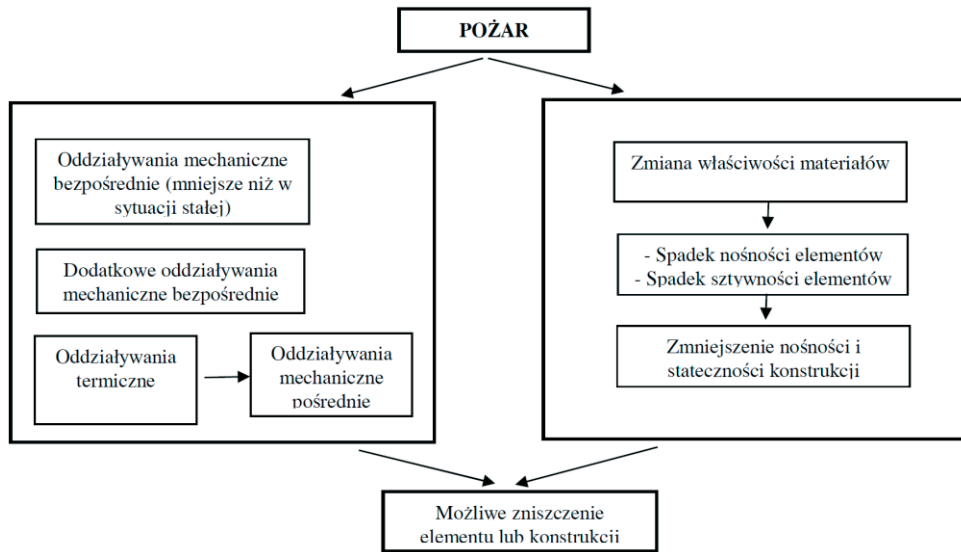 POŻAR
Oddziaływania mechaniczne
bezpośrednie (mniejsze niż w
sytuacji stałej)
Dodatkowe oddziaływania
mechaniczne bezpośrednie
Oddziaływania
termiczne
Oddziaływania
mechaniczne
pośrednie
Zmiana właściwości materiałów
- Spadek nośności elementów
- Spadek sztywności elementów
Zmniejszenie nośności i
stateczności konstrukcji
Możliwe zniszczenie
elementu lub konstrukcji